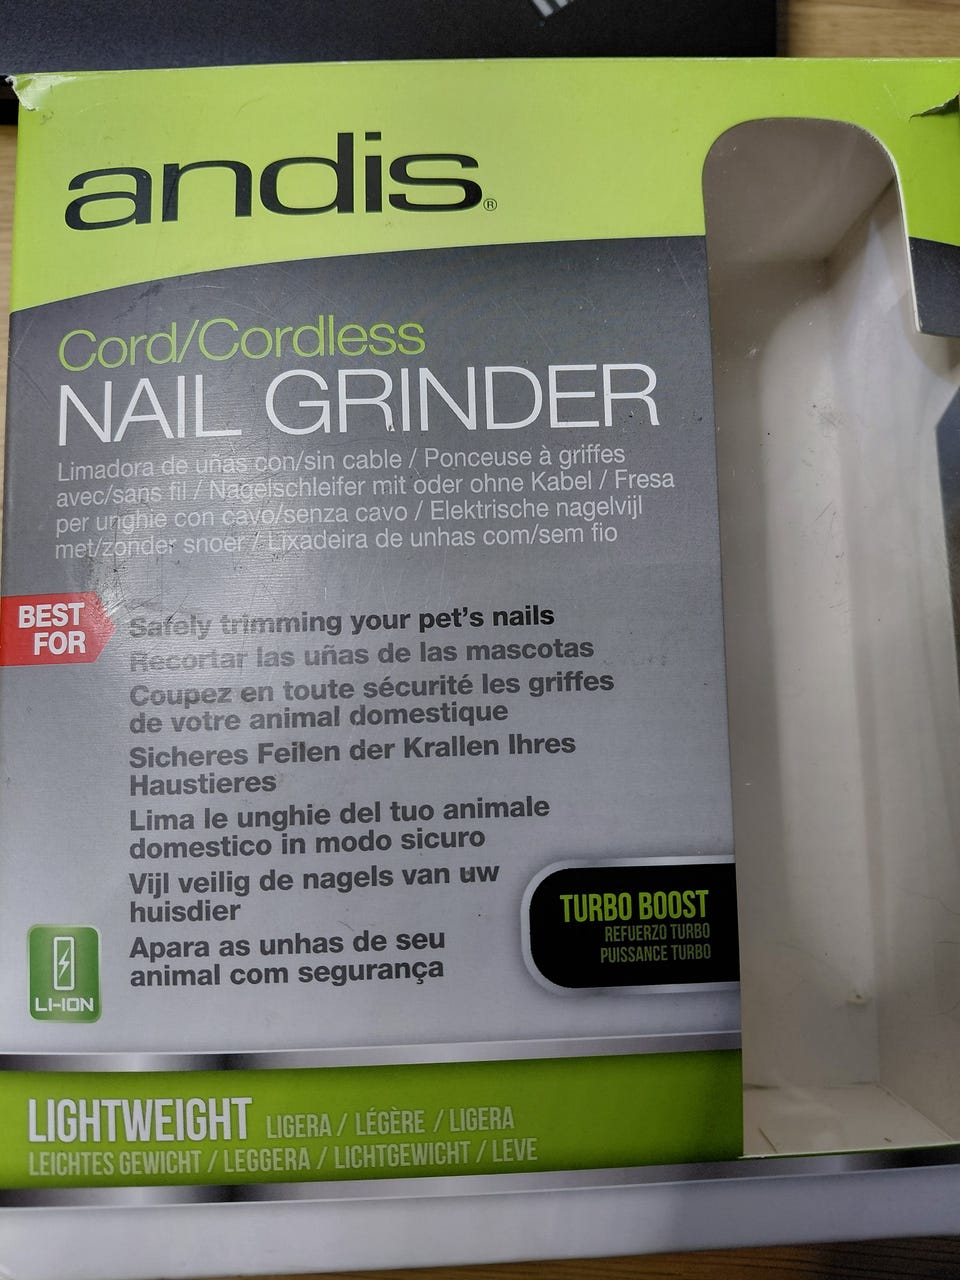 andis®
Cord/Cordless
NAIL GRINDER
Limadora de uñas con/sin cable / Ponceuse à griffes
avec/sans fil / Nagelschleifer mit oder ohne Kabel / Fresa
per unghie con cavo/senza cavo / Elektrische nagelvijl
met/zonder snoer / Lixadeira de unhas com/sem fio
BEST
FOR
Safely trimming your pet's nails
Recortar las uñas de las mascotas
Coupez en toute sécurité les griffes
de votre animal domestique
Sicheres Feilen der Krallen Ihres
Haustieres
Lima le unghie del tuo animale
domestico in modo sicuro
Vijl veilig de nagels van uw
huisdier
Apara as unhas de seu
animal com segurança
TURBO BOOST
REFUERZO TURBO
PUISSANCE TURBO
LI-ION
LIGHTWEIGHT LIGERA / LÉGÈRE / LIGERA
LEICHTES GEWICHT / LEGGERA / LICHTGEWICHT / LEVE